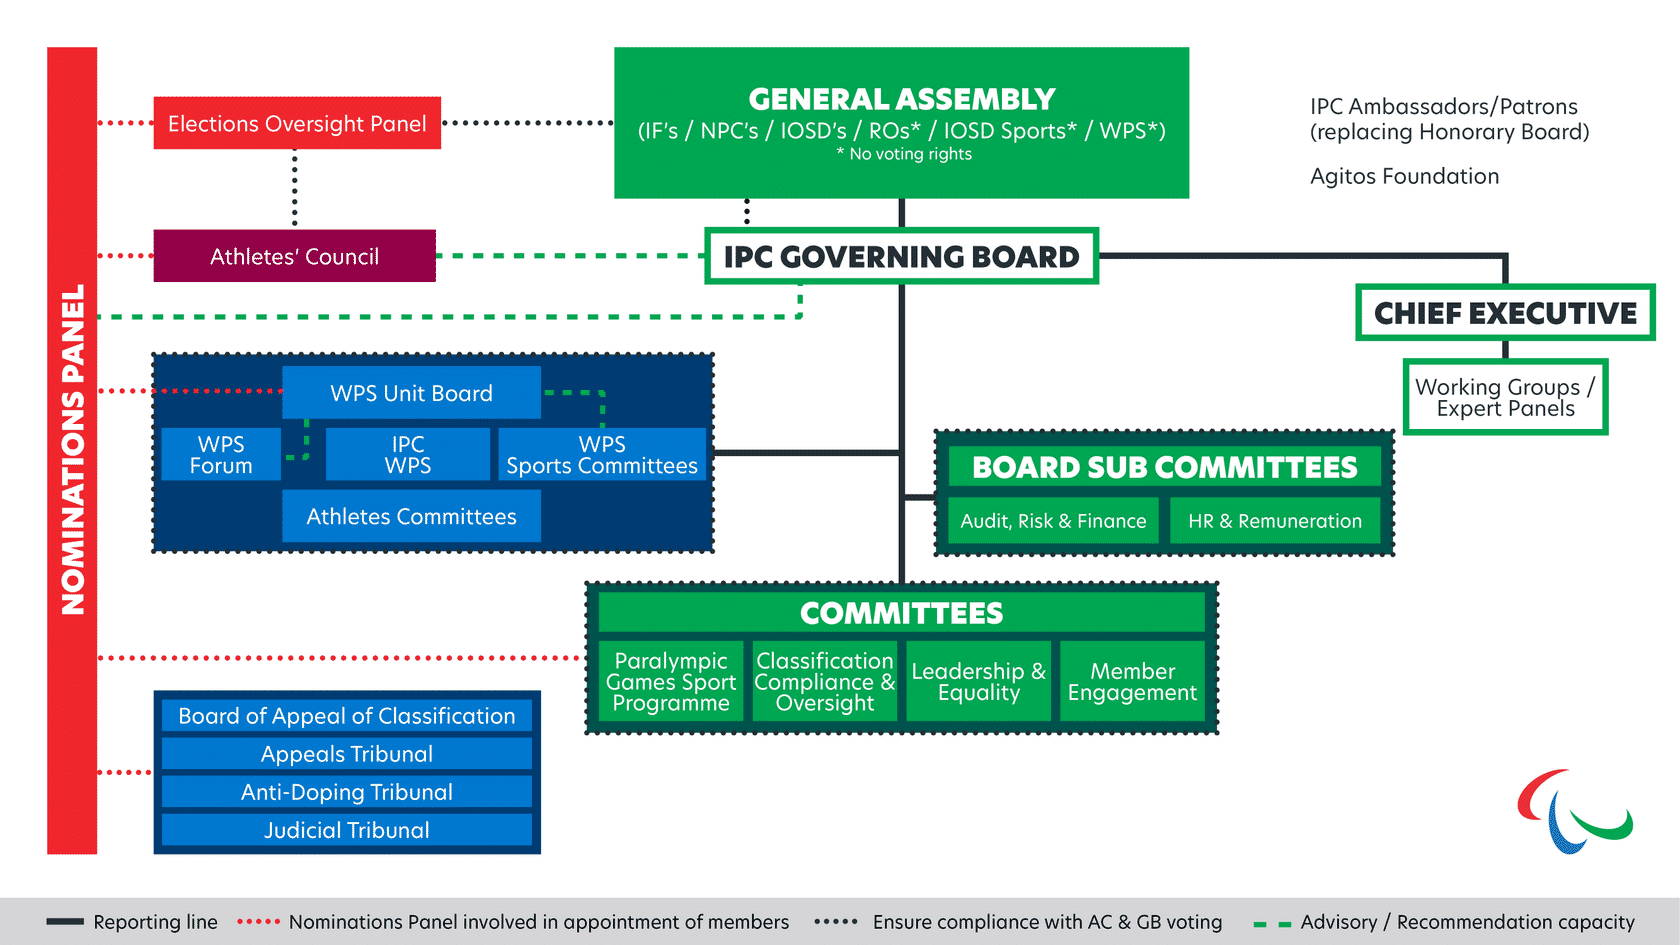 NOMINATIONS PANEL
Elections Oversight Panel
GENERAL ASSEMBLY
(IF's / NPC's / IOSD's / ROs* / IOSD Sports* / WPS*)
* No voting rights
IPC Ambassadors/Patrons
(replacing Honorary Board)
Agitos Foundation
Athletes' Council
IPC GOVERNING BOARD
CHIEF EXECUTIVE
Working Groups /
Expert Panels
WPS Unit Board
WPS
Forum
IPC
WPS
WPS
Sports Committees
Athletes Committees
BOARD SUB COMMITTEES
Audit, Risk & Finance
HR & Remuneration
COMMITTEES
Paralympic
Games Sport
Programme
Classification
Compliance &
Oversight
Leadership &
Equality
Member
Engagement
Board of Appeal of Classification
Appeals Tribunal
Anti-Doping Tribunal
Judicial Tribunal
Reporting line
Nominations Panel involved in appointment of members
Ensure compliance with AC & GB voting
Advisory / Recommendation capacity